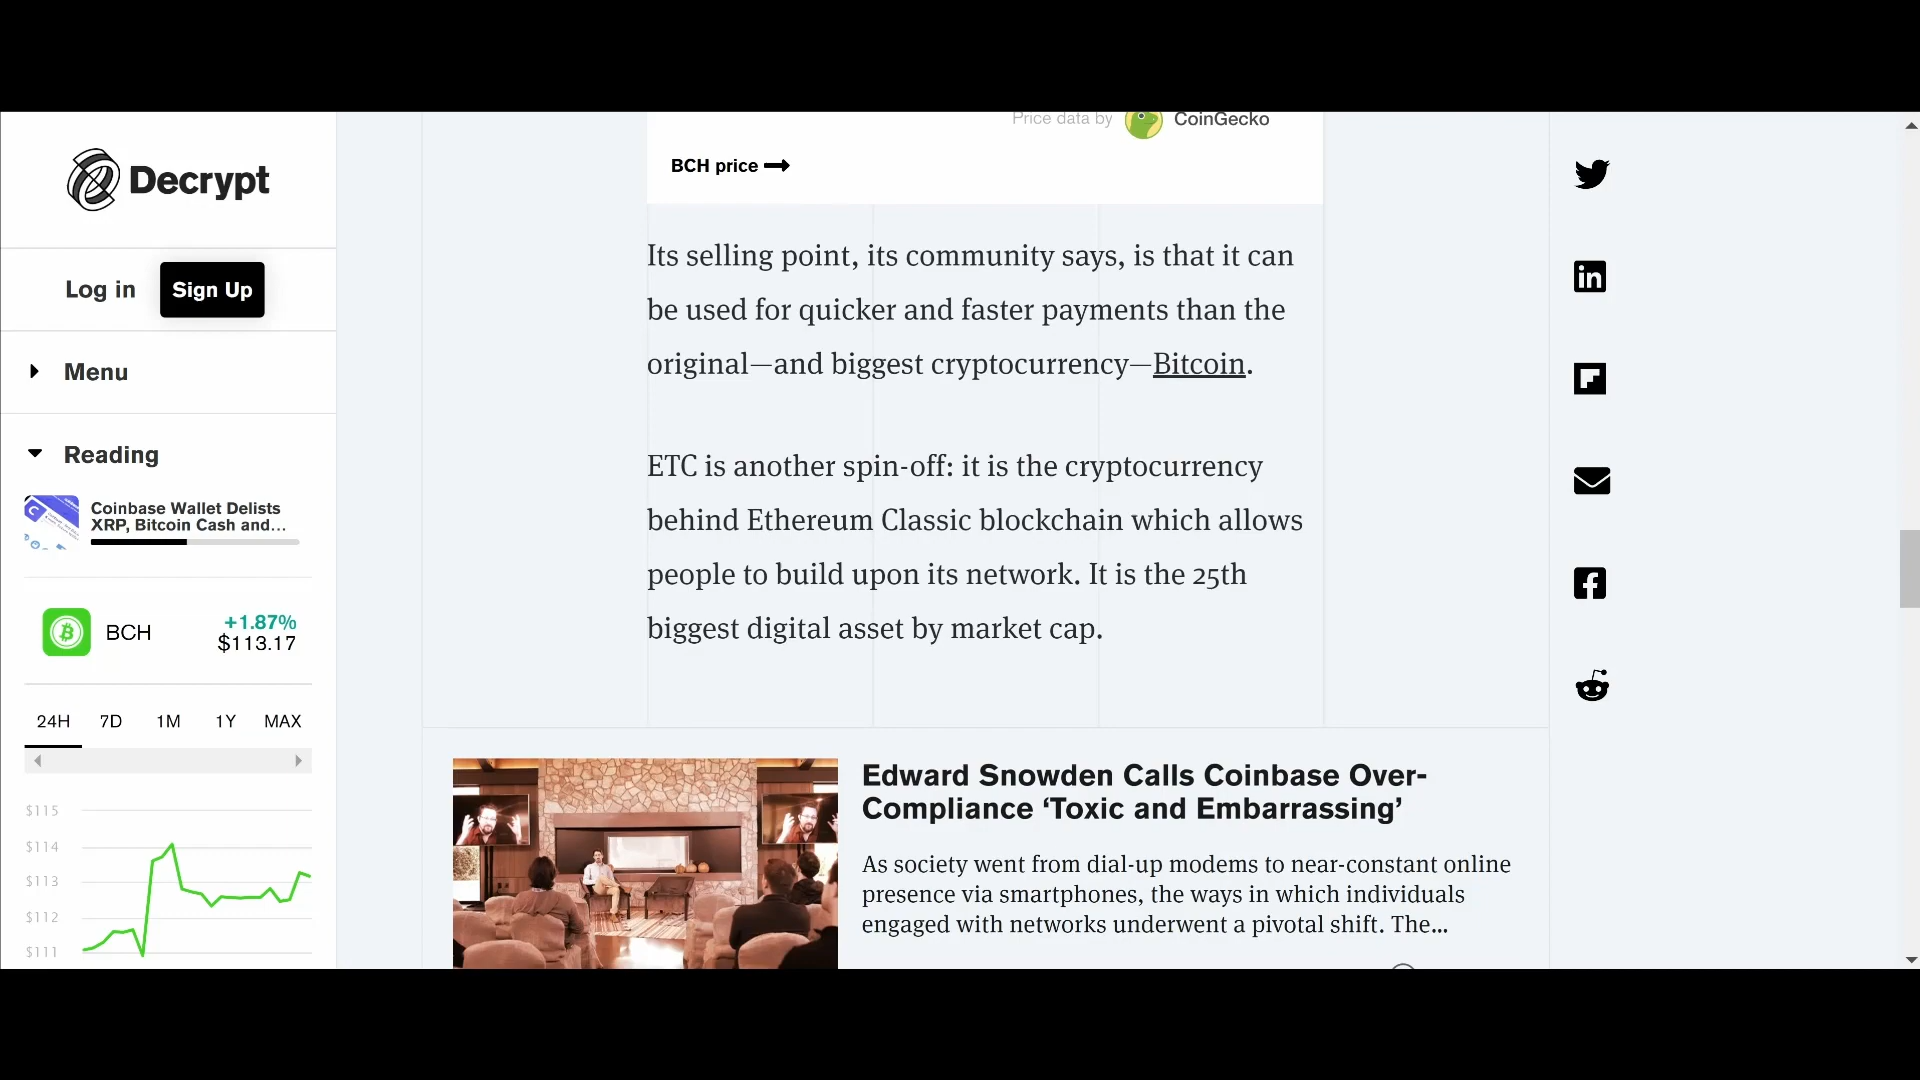 Decrypt
Log in
Sign Up
Menu
Reading
Coinbase Wallet Delists
XRP, Bitcoin Cash and...
BCH
+1.87%
$113.17
24H 7D 1M 1Y MAX
$115
$114
$113
$112
$111
Price data by CoinGecko
BCH price
Its selling point, its community says, is that it can
be used for quicker and faster payments than the
original—and biggest cryptocurrency—Bitcoin.
ETC is another spin-off: it is the cryptocurrency
behind Ethereum Classic blockchain which allows
people to build upon its network. It is the 25th
biggest digital asset by market cap.
Edward Snowden Calls Coinbase Over-
Compliance ‘Toxic and Embarrassing’
As society went from dial-up modems to near-constant online
presence via smartphones, the ways in which individuals
engaged with networks underwent a pivotal shift. The...
in